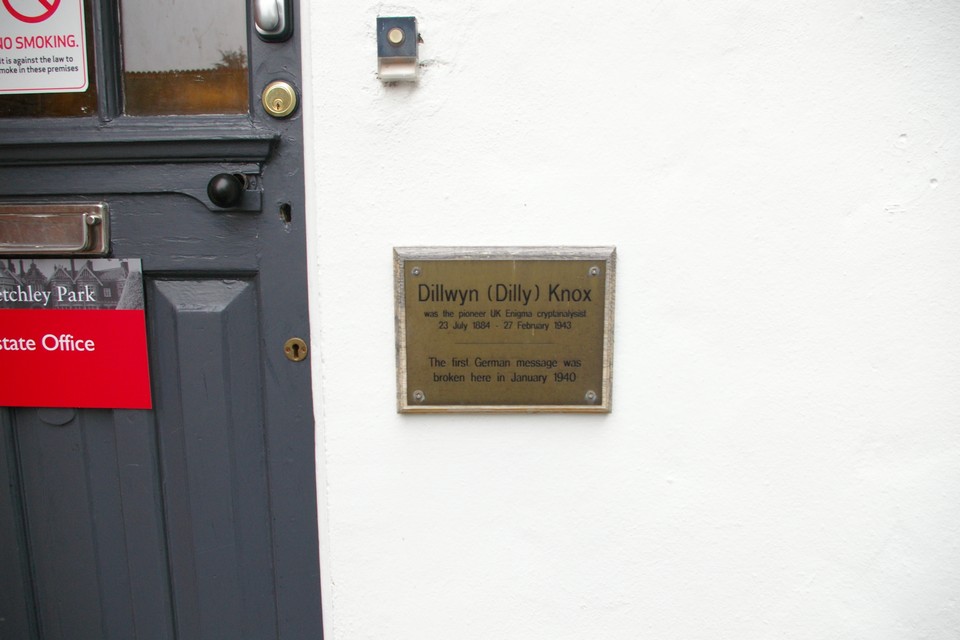 NO SMOKING.
It is against the law to
smoke in these premises
etchley Park
state Office
Dillwyn (Dilly) Knox
was the pioneer UK Enigma cryptanalysist
23 July 1884 - 27 February 1943
The first German message was
broken here in January 1940